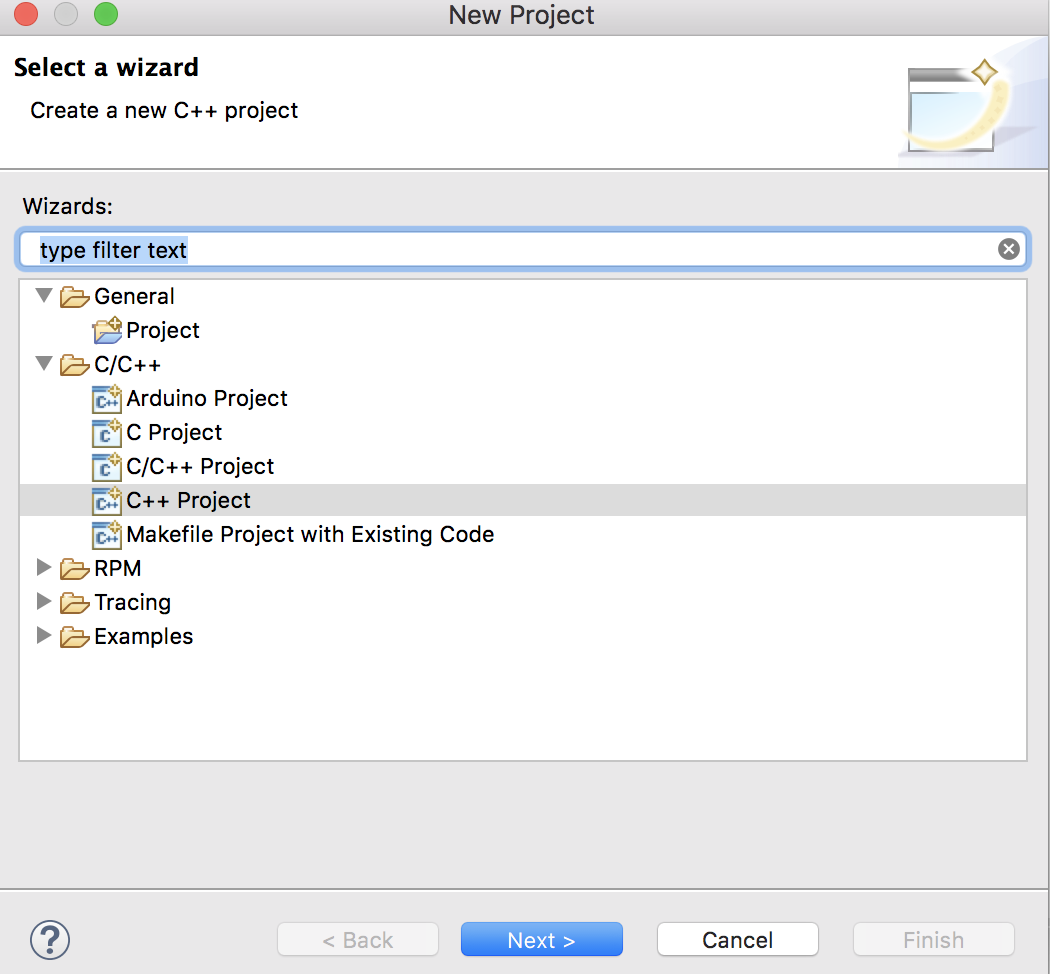 New Project
Select a wizard
Create a new C++ project
Wizards:
type filter text
General
Project
C/C++
C++ Arduino Project
C C Project
C C/C++ Project
C++ C++ Project
C++ Makefile Project with Existing Code
RPM
Tracing
Examples
? < Back Next > Cancel Finish